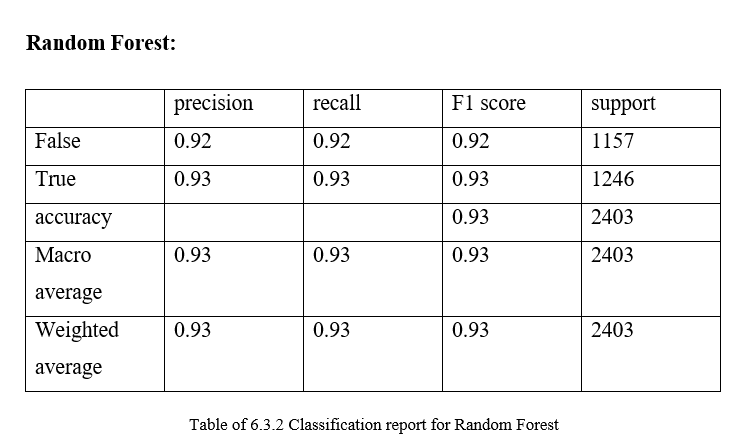 Random Forest:
precision recall F1 score support
False 0.92 0.92 0.92 1157
True 0.93 0.93 0.93 1246
accuracy 0.93 2403
Macro average 0.93 0.93 0.93 2403
Weighted average 0.93 0.93 0.93 2403
Table of 6.3.2 Classification report for Random Forest